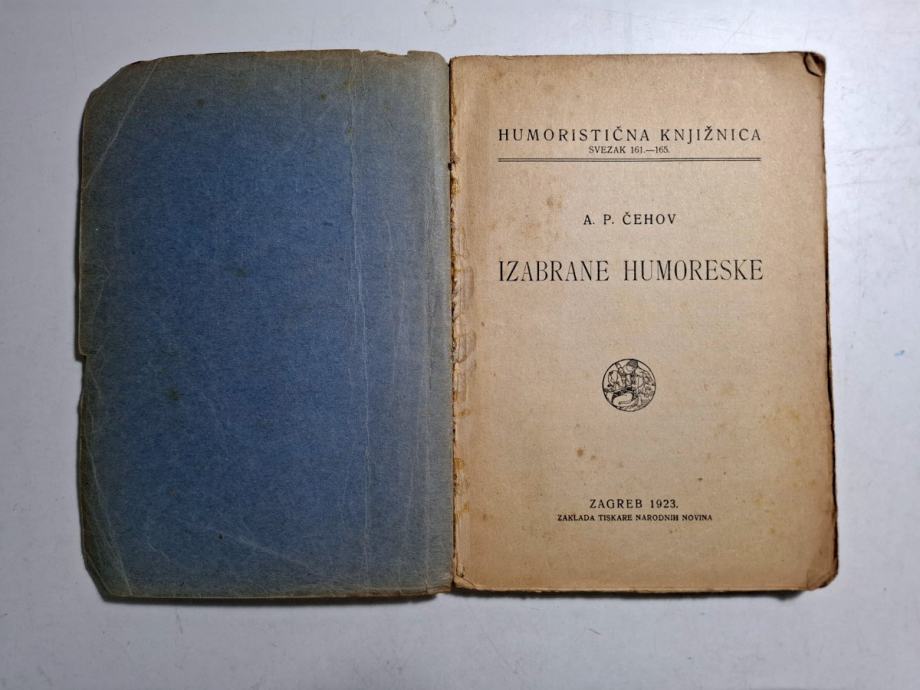 HUMORISTIČNA KNJIŽNICA
SVEZAK 161.—165.
A. P. ČEHOV
IZABRANE HUMORESKE
ZAGREB 1923.
ZAKLADA TISKARE NARODNIH NOVINA